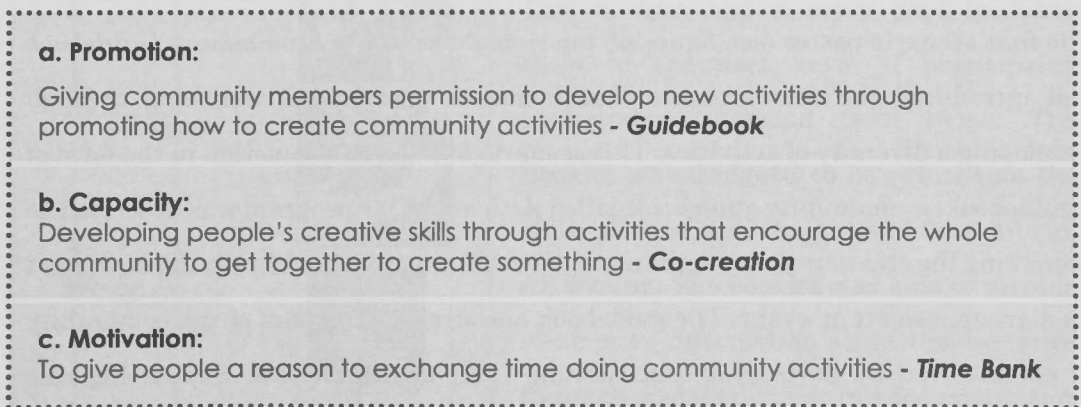 a. Promotion:
Giving community members permission to develop new activities through
promoting how to create community activities - Guidebook
b. Capacity:
Developing people's creative skills through activities that encourage the whole
community to get together to create something - Co-creation
c. Motivation:
To give people a reason to exchange time doing community activities - Time Bank